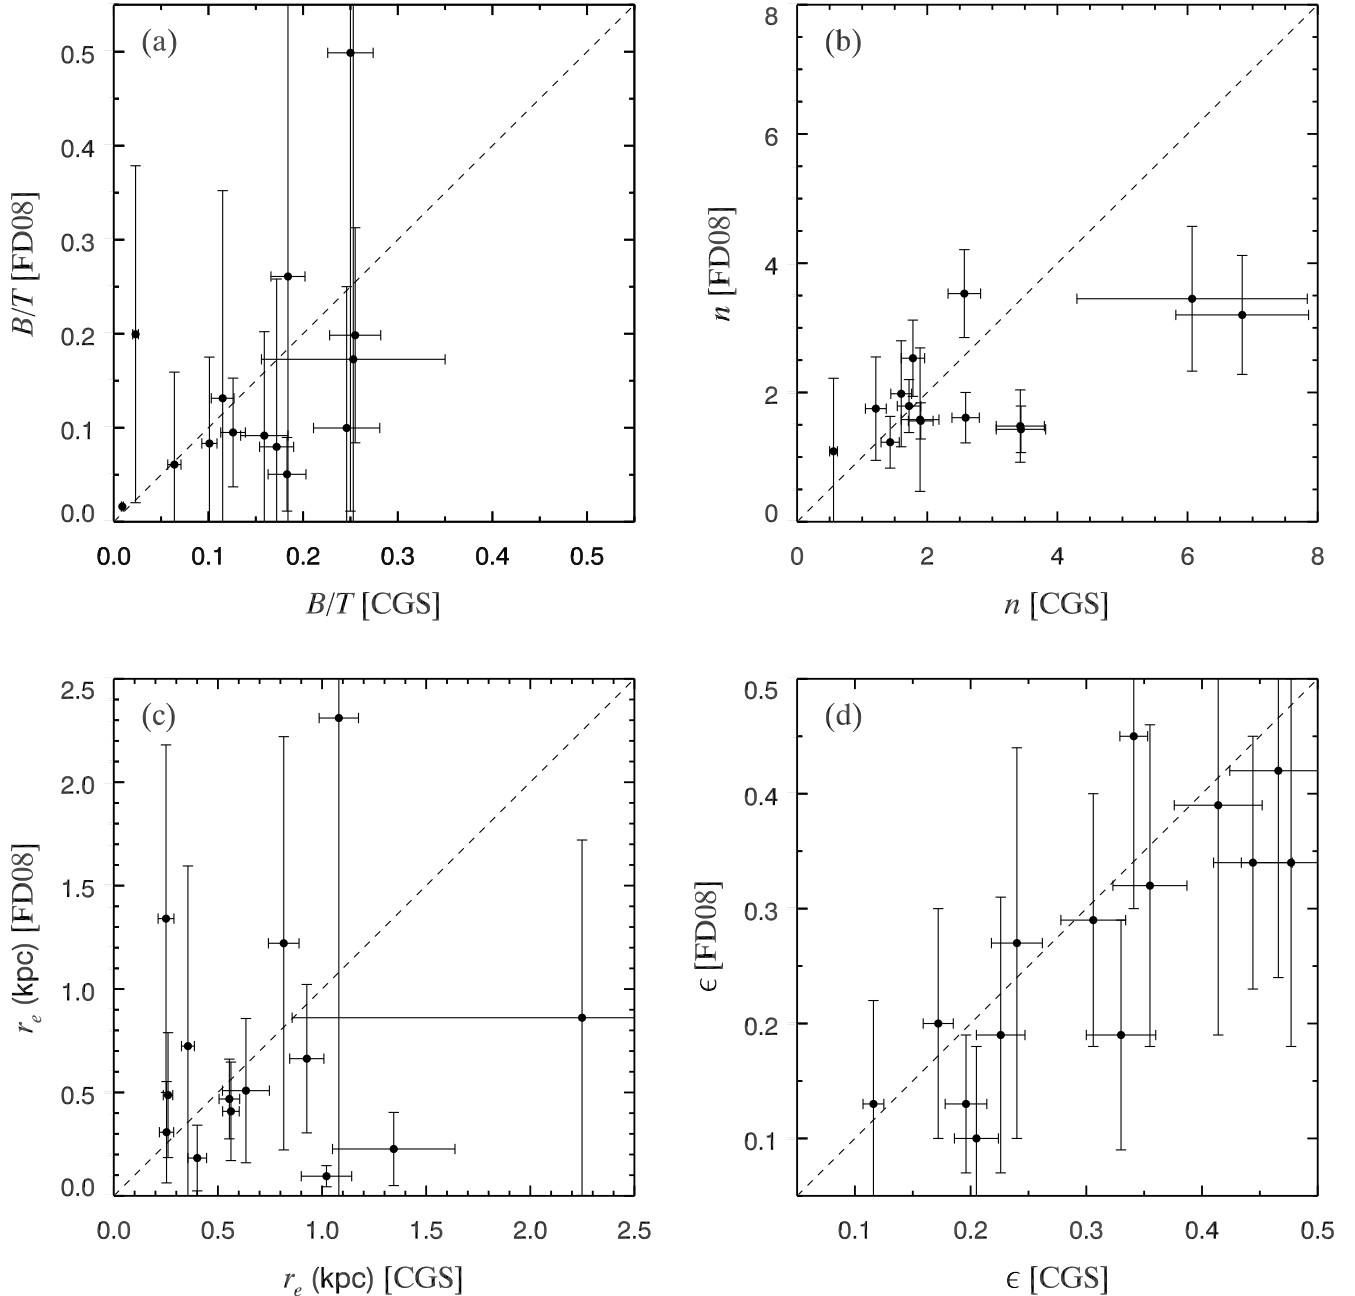 (a)
0.5
0.4
0.3
0.2
0.1
0.0
B/T [FD08]
0.0 0.1 0.2 0.3 0.4 0.5
B/T [CGS]
(b)
8
6
4
2
0
n [FD08]
0 2 4 6 8
n [CGS]
(c)
2.5
2.0
1.5
1.0
0.5
0.0
re (kpc) [FD08]
0.0 0.5 1.0 1.5 2.0 2.5
re (kpc) [CGS]
(d)
0.5
0.4
0.3
0.2
0.1
ϵ [FD08]
0.1 0.2 0.3 0.4 0.5
ϵ [CGS]